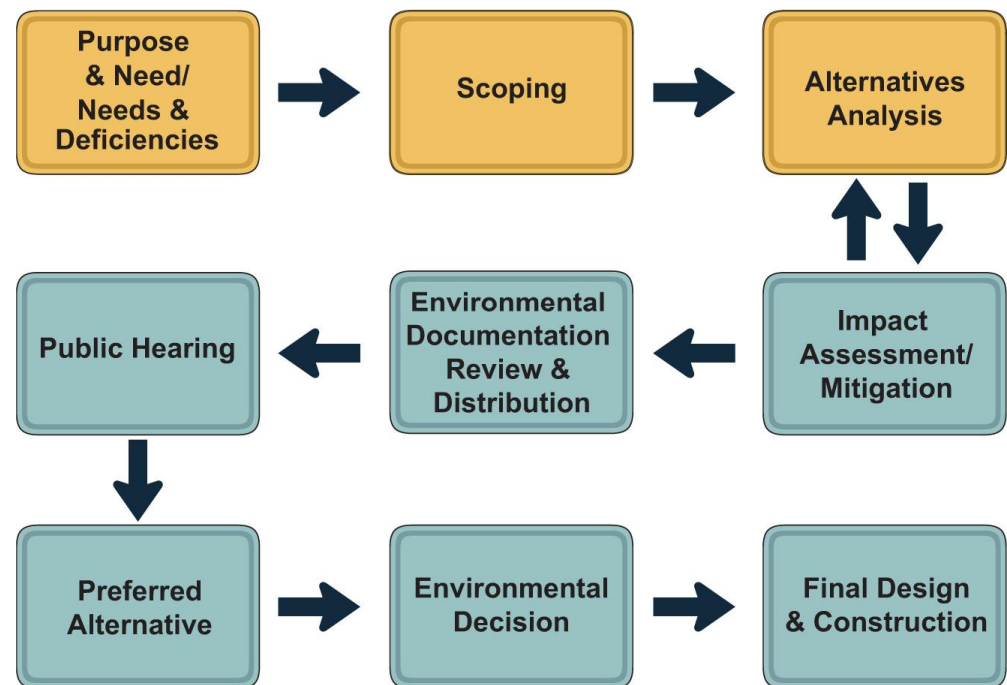 Purpose
& Need/
Needs &
Deficiencies
Scoping
Alternatives
Analysis
Impact
Assessment/
Mitigation
Environmental
Documentation
Review &
Distribution
Public Hearing
Preferred
Alternative
Environmental
Decision
Final Design
& Construction